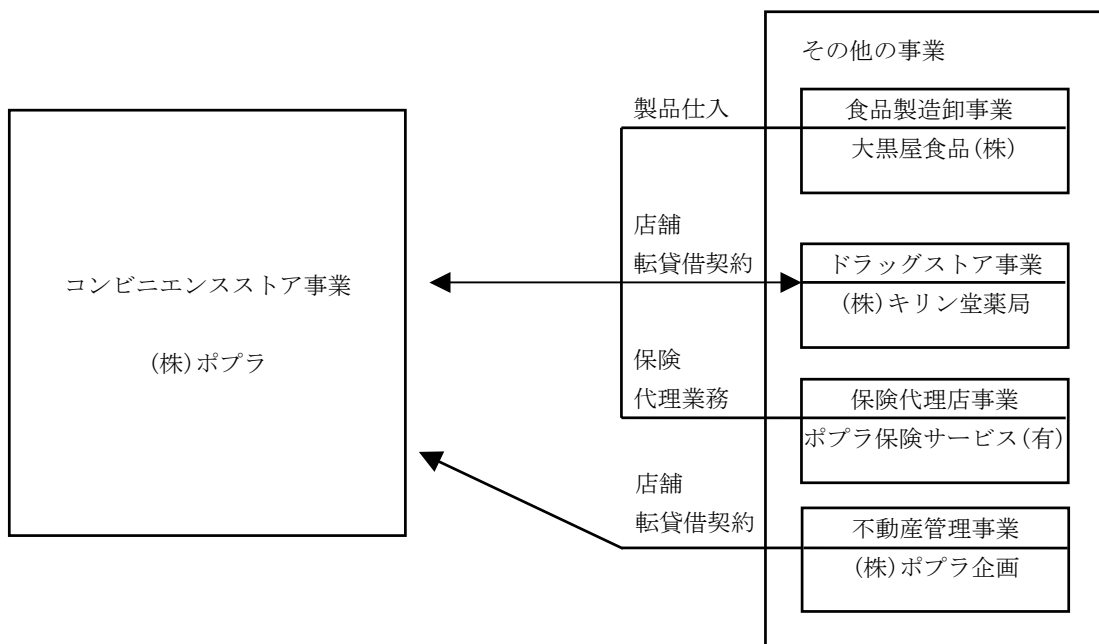 その他の事業
製品仕入
食品製造卸事業
大黒屋食品(株)
店舗
転貸借契約
ドラッグストア事業
(株)キリン堂薬局
コンビニエンスストア事業
(株)ポプラ
保険
代理業務
保険代理店事業
ポプラ保険サービス(有)
店舗
転貸借契約
不動産管理事業
(株)ポプラ企画